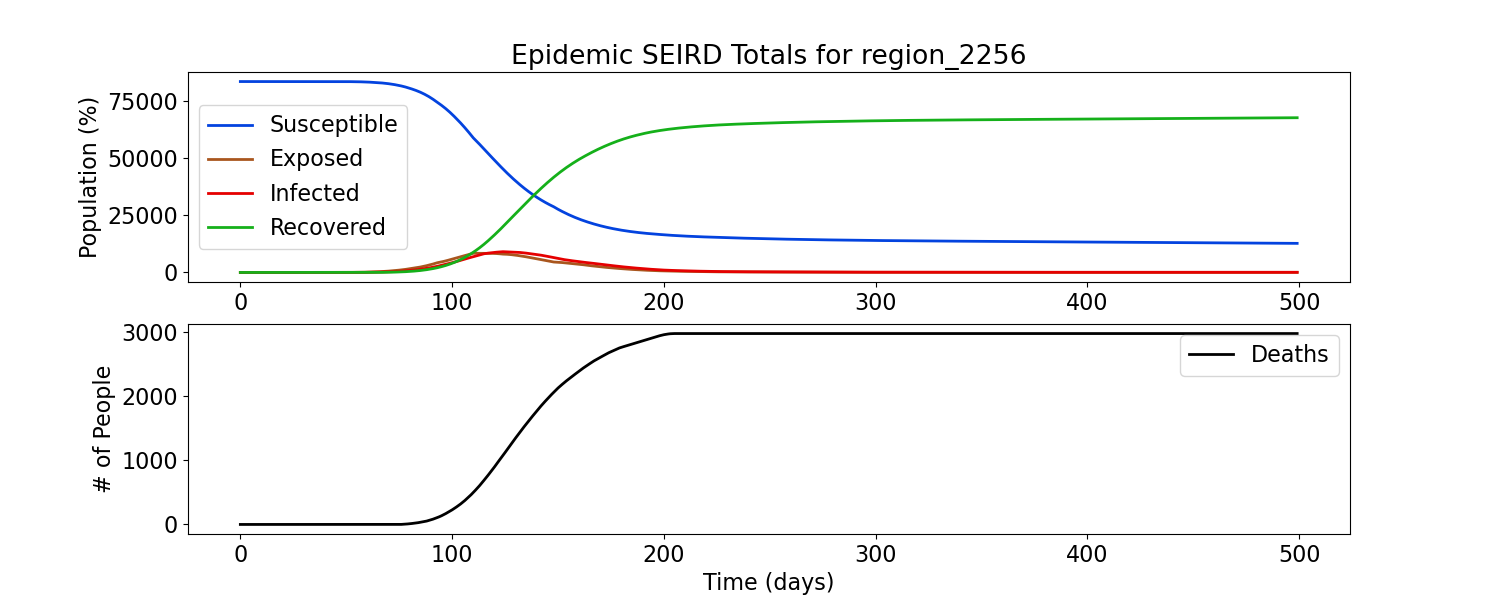 Epidemic SEIRD Totals for region_2256
Population (%)
75000
50000
25000
0
Susceptible
Exposed
Infected
Recovered
0 100 200 300 400 500
# of People
3000
2000
1000
0
Deaths
0 100 200 300 400 500
Time (days)